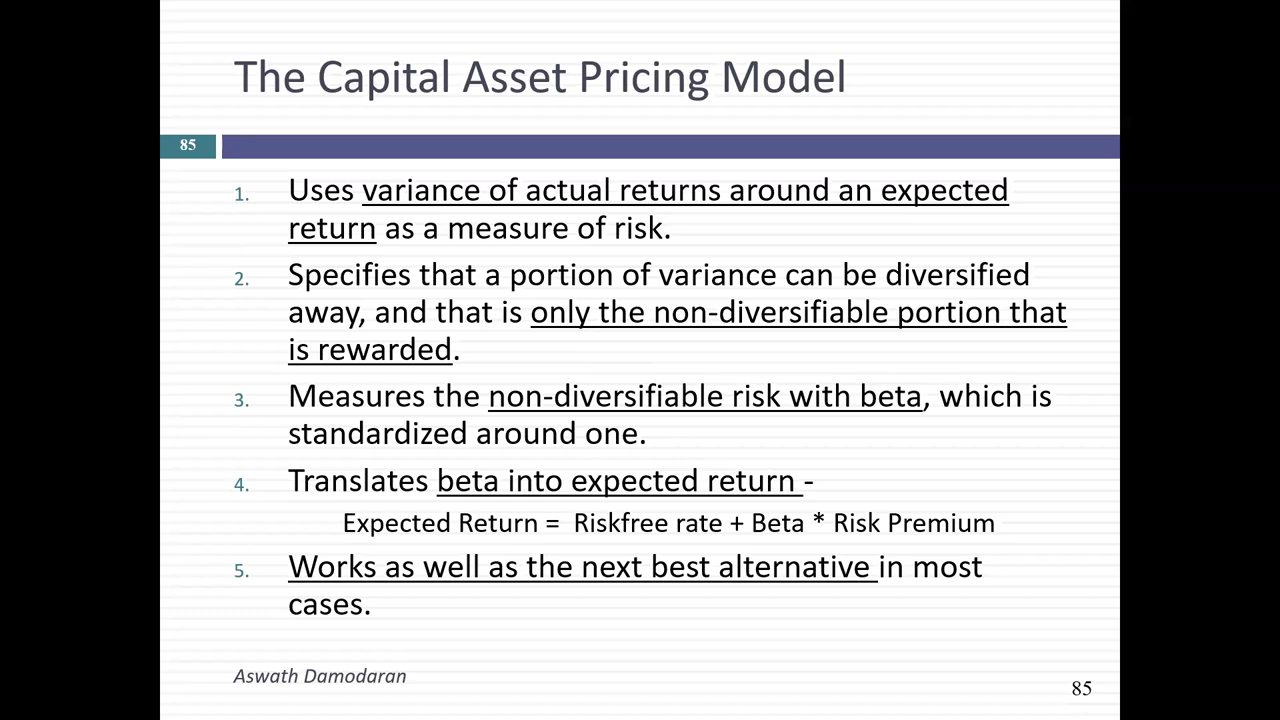 The Capital Asset Pricing Model
85
1. Uses variance of actual returns around an expected
return as a measure of risk.
2. Specifies that a portion of variance can be diversified
away, and that is only the non-diversifiable portion that
is rewarded.
3. Measures the non-diversifiable risk with beta, which is
standardized around one.
4. Translates beta into expected return -
Expected Return = Riskfree rate + Beta * Risk Premium
5. Works as well as the next best alternative in most
cases.
Aswath Damodaran
85